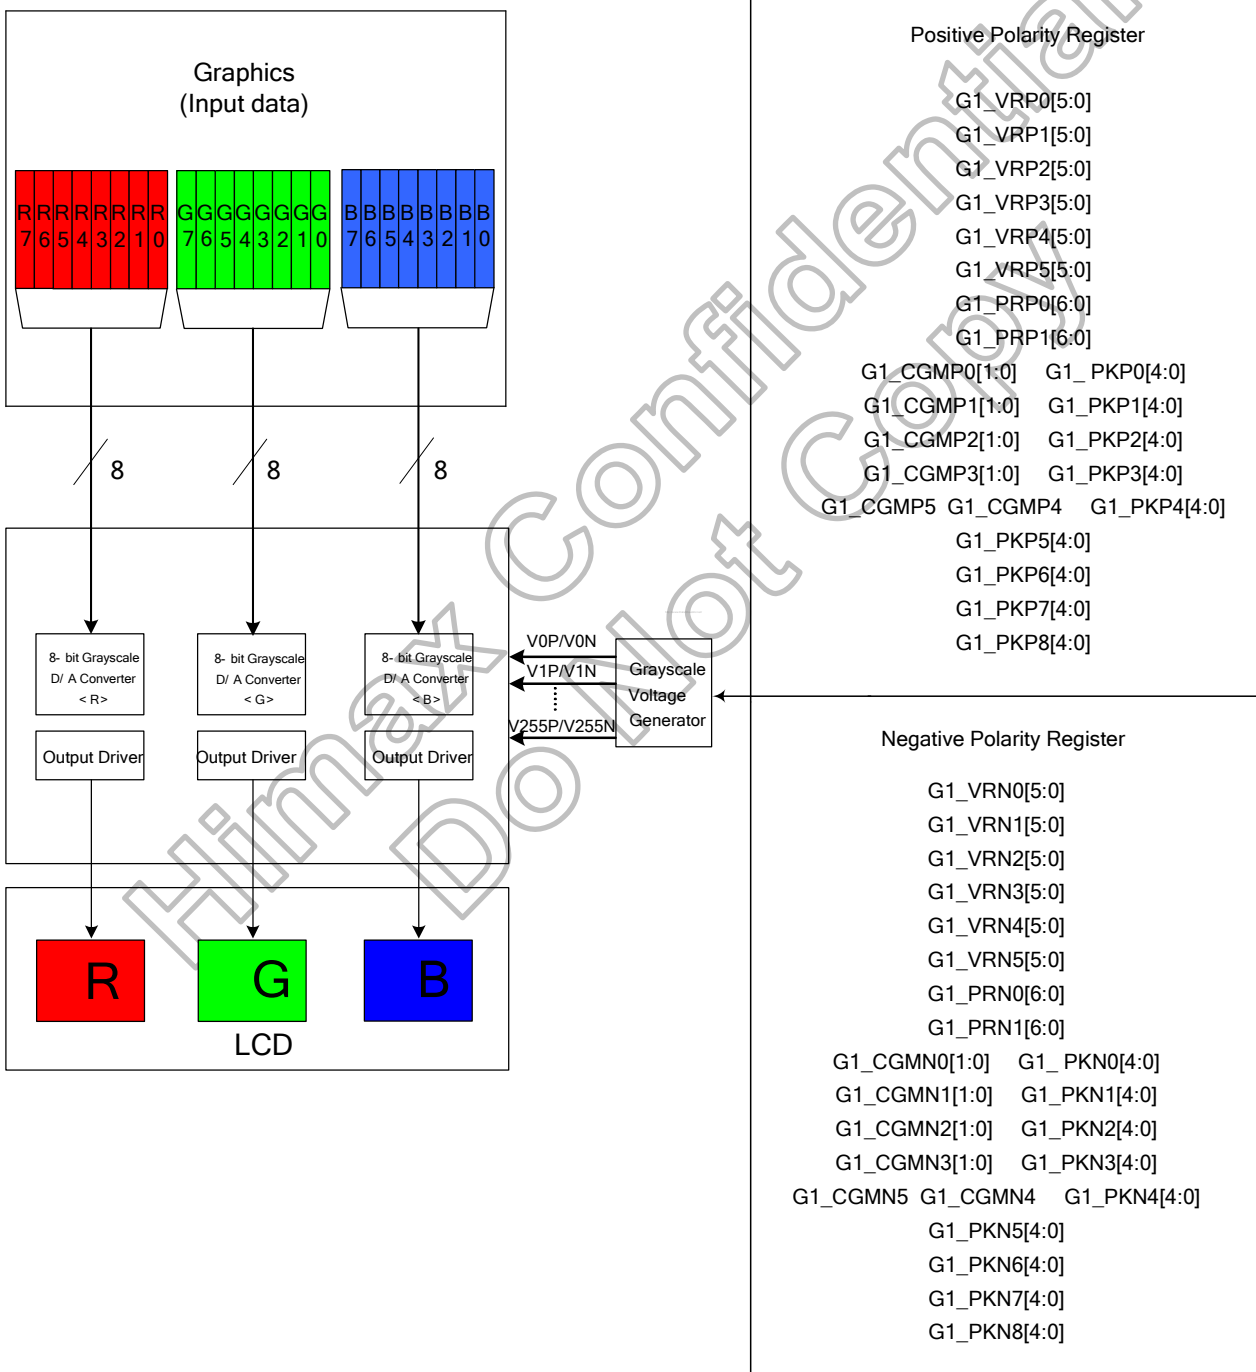 Graphics
(Input data)
R R R R R R R R
7 6 5 4 3 2 1 0
G G G G G G G G
7 6 5 4 3 2 1 0
B B B B B B B B
7 6 5 4 3 2 1 0
8
8
8
8- bit Grayscale
D/ A Converter
< R>
8- bit Grayscale
D/ A Converter
< G>
8- bit Grayscale
D/ A Converter
< B>
Output Driver
Output Driver
Output Driver
V0P/V0N
V1P/V1N
V255P/V255N
Grayscale
Voltage
Generator
R
G
B
LCD
Positive Polarity Register
G1_VRP0[5:0]
G1_VRP1[5:0]
G1_VRP2[5:0]
G1_VRP3[5:0]
G1_VRP4[5:0]
G1_VRP5[5:0]
G1_PRP0[6:0]
G1_PRP1[6:0]
G1_CGMP0[1:0] G1_ PKP0[4:0]
G1_CGMP1[1:0] G1_PKP1[4:0]
G1_CGMP2[1:0] G1_PKP2[4:0]
G1_CGMP3[1:0] G1_PKP3[4:0]
G1_CGMP5 G1_CGMP4 G1_PKP4[4:0]
G1_PKP5[4:0]
G1_PKP6[4:0]
G1_PKP7[4:0]
G1_PKP8[4:0]
Negative Polarity Register
G1_VRN0[5:0]
G1_VRN1[5:0]
G1_VRN2[5:0]
G1_VRN3[5:0]
G1_VRN4[5:0]
G1_VRN5[5:0]
G1_PRN0[6:0]
G1_PRN1[6:0]
G1_CGMN0[1:0] G1_ PKN0[4:0]
G1_CGMN1[1:0] G1_PKN1[4:0]
G1_CGMN2[1:0] G1_PKN2[4:0]
G1_CGMN3[1:0] G1_PKN3[4:0]
G1_CGMN5 G1_CGMN4 G1_PKN4[4:0]
G1_PKN5[4:0]
G1_PKN6[4:0]
G1_PKN7[4:0]
G1_PKN8[4:0]
Himax Confidential
Do Not Copy